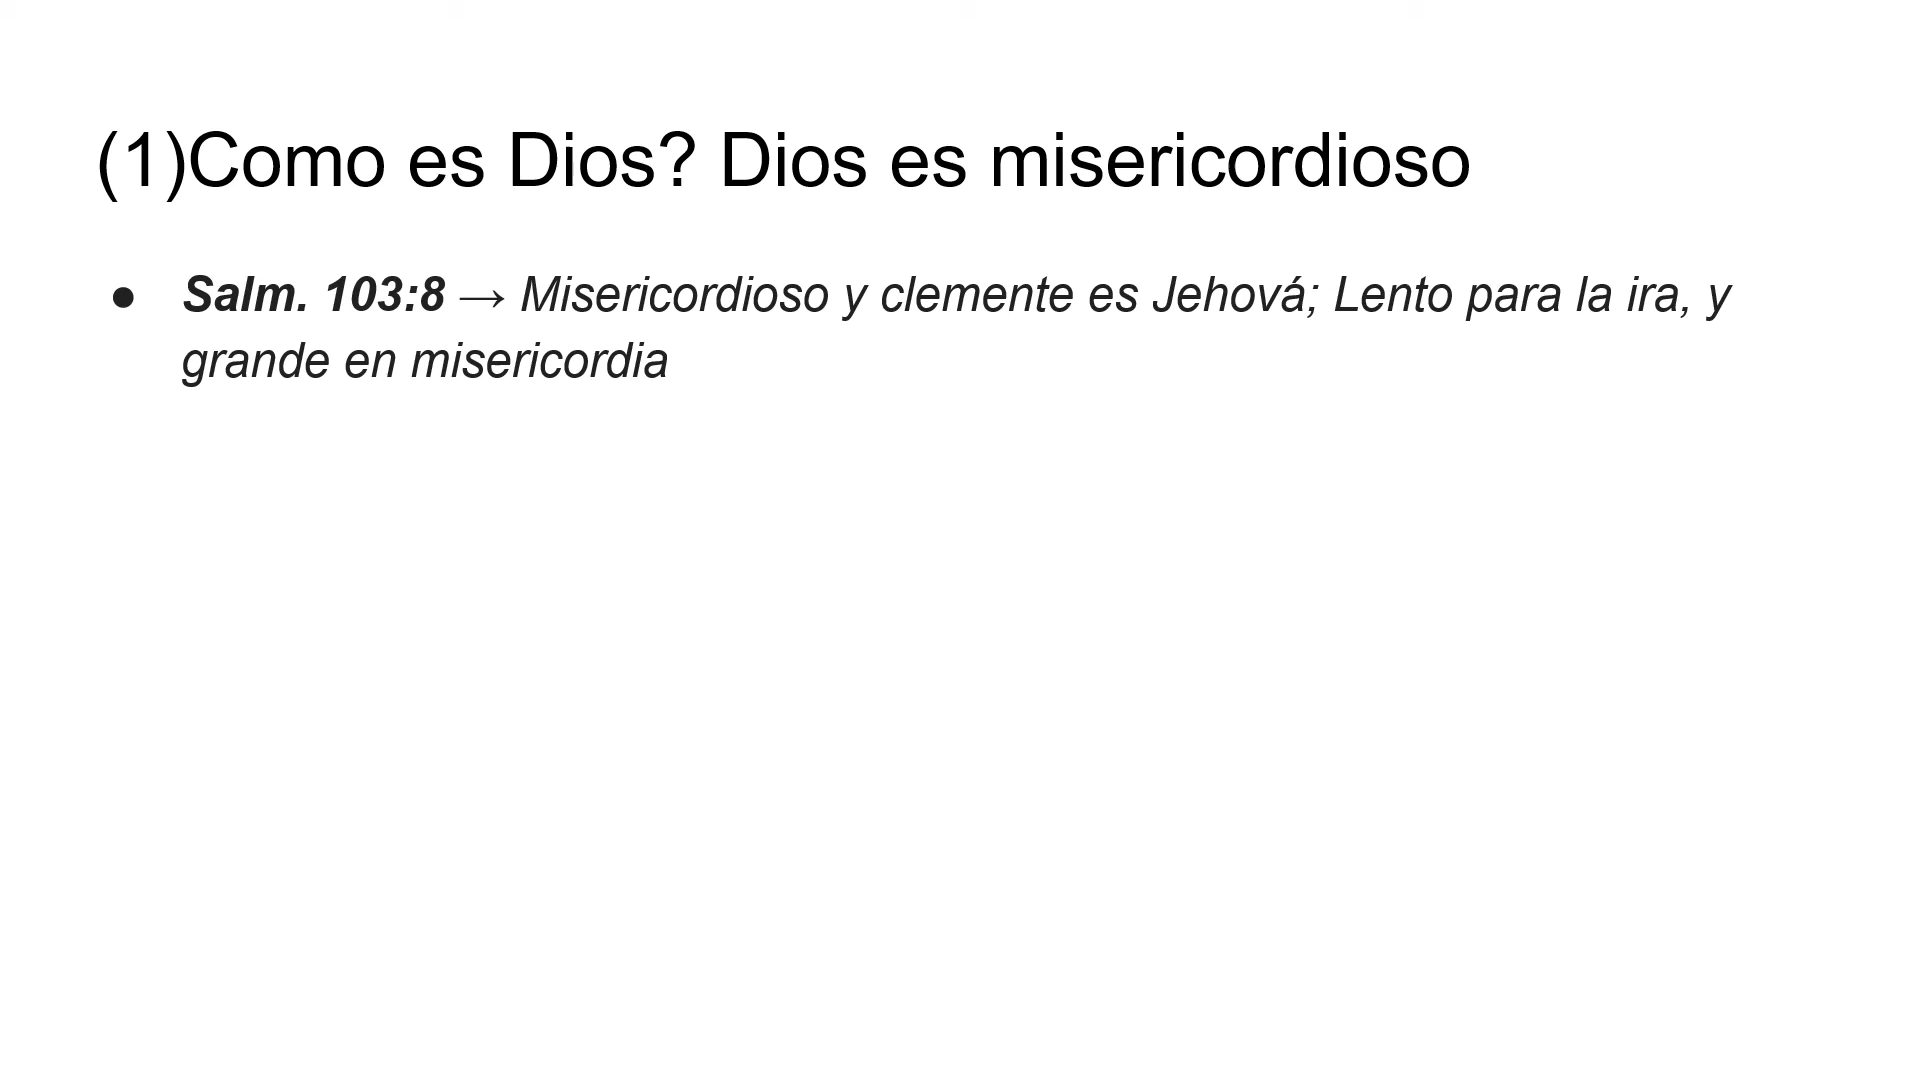 (1)Como es Dios? Dios es misericordioso
● Salm. 103:8 → Misericordioso y clemente es Jehová; Lento para la ira, y
grande en misericordia